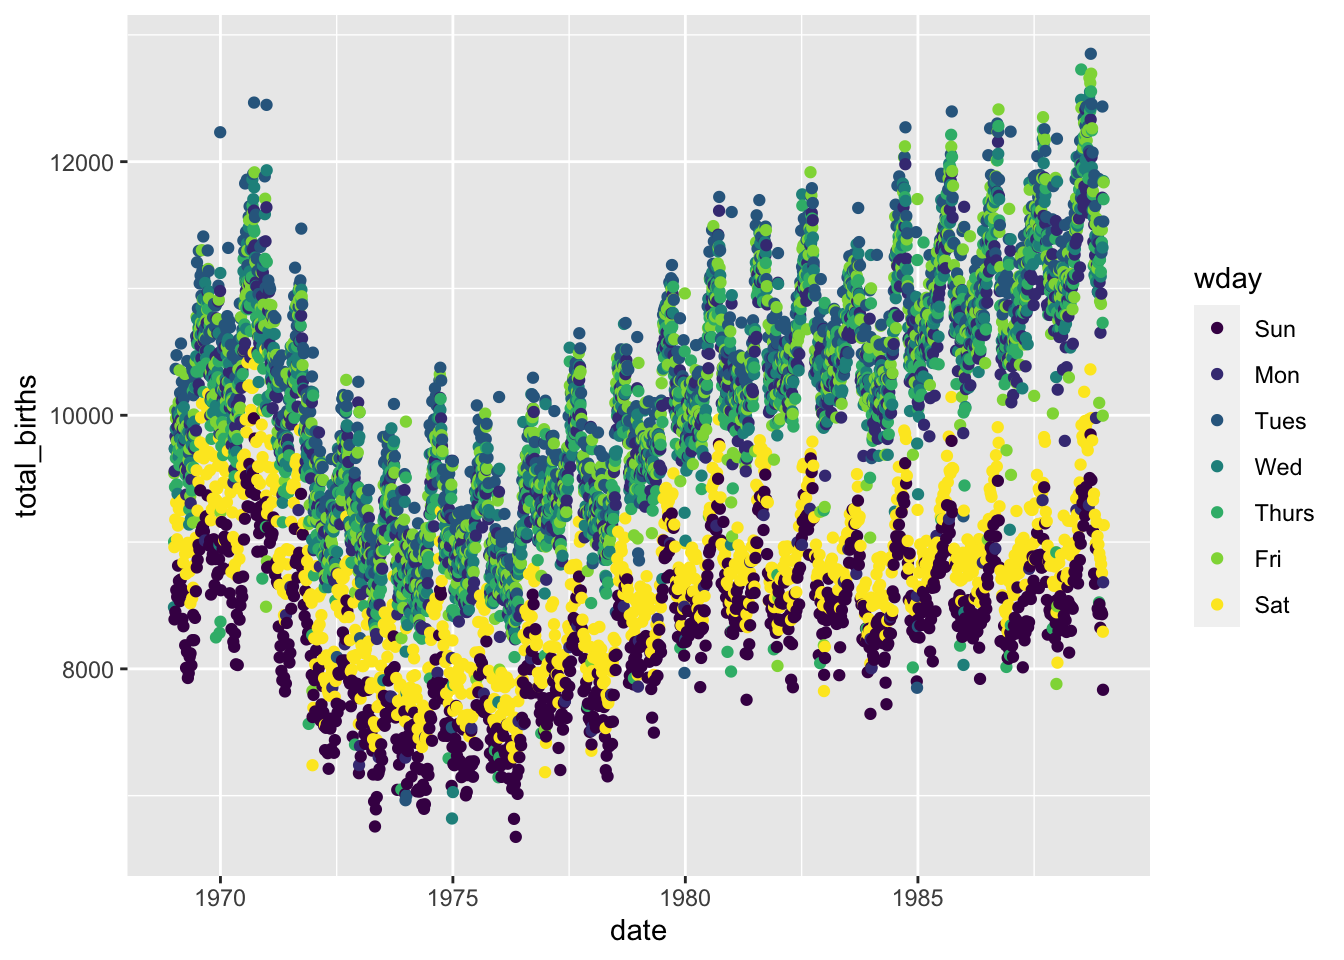 total_births
12000
10000
8000
1970
1975
1980
1985
date
wday
Sun
Mon
Tues
Wed
Thurs
Fri
Sat